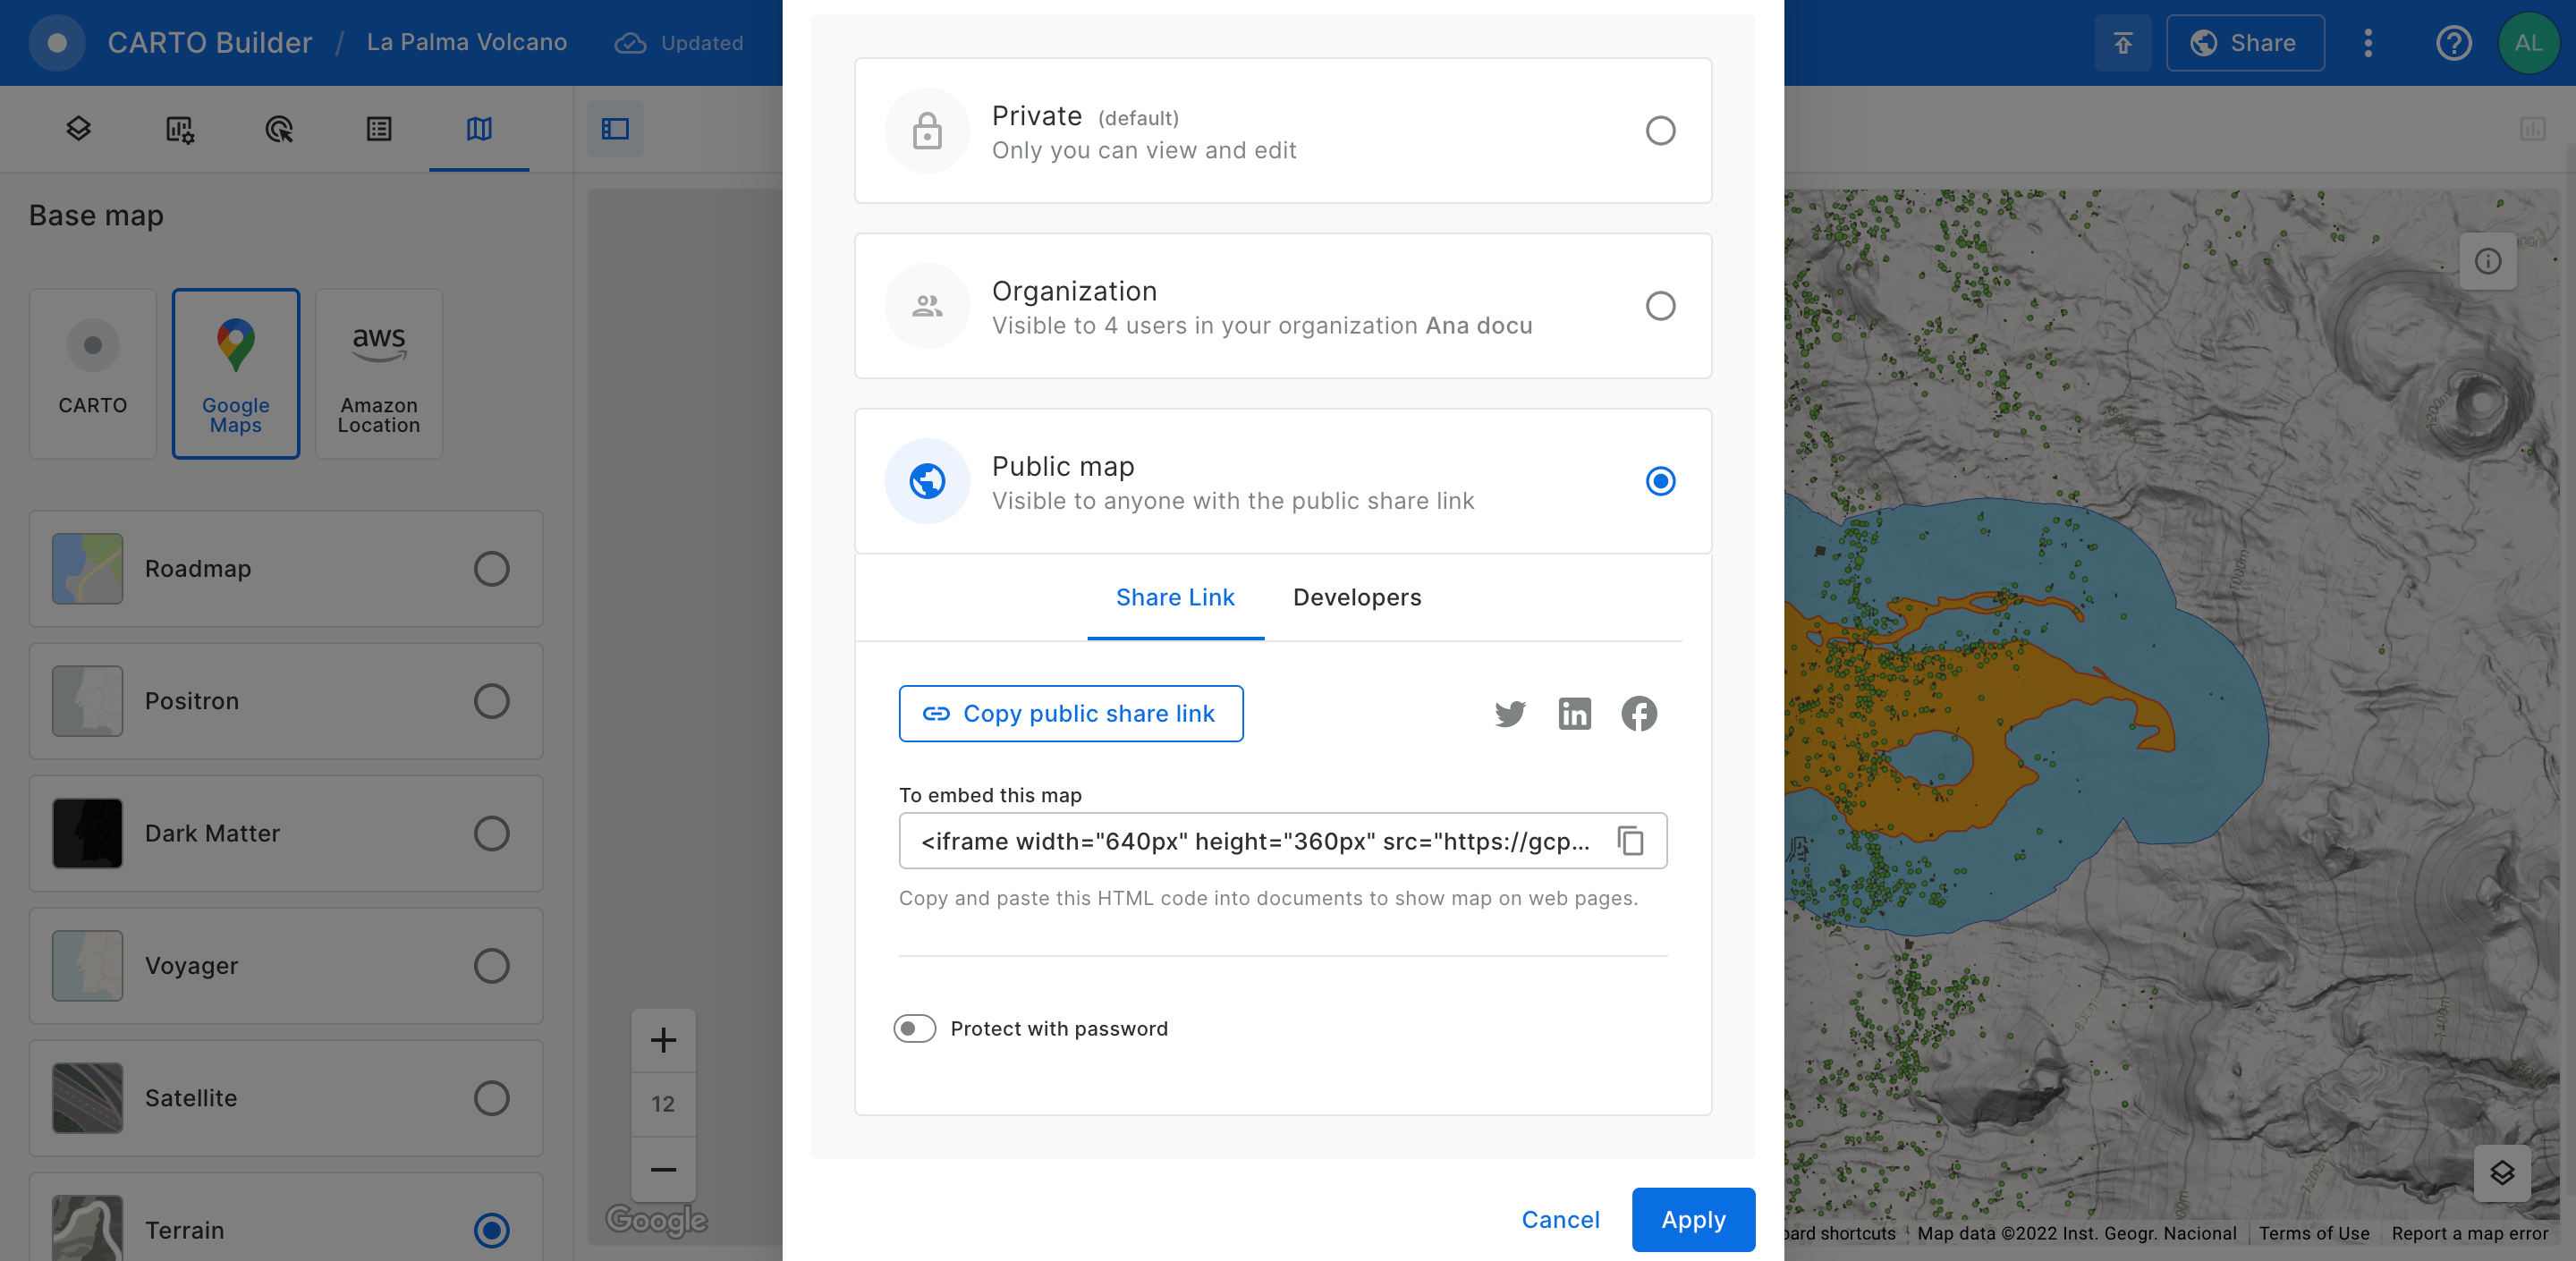 CARTO Builder / La Palma Volcano Updated
Share
AL
Base map
CARTO
Google
Maps
aws
Amazon
Location
Roadmap
Positron
Dark Matter
Voyager
Satellite
Terrain
12
Google
Private (default)
Only you can view and edit
Organization
Visible to 4 users in your organization Ana docu
Public map
Visible to anyone with the public share link
Share Link Developers
Copy public share link
To embed this map
<iframe width="640px" height="360px" src="https://gcp...
Copy and paste this HTML code into documents to show map on web pages.
Protect with password
Cancel Apply
1200m
1000m
1400m
1200m
shortcuts Map data ©2022 Inst. Geogr. Nacional Terms of Use Report a map error